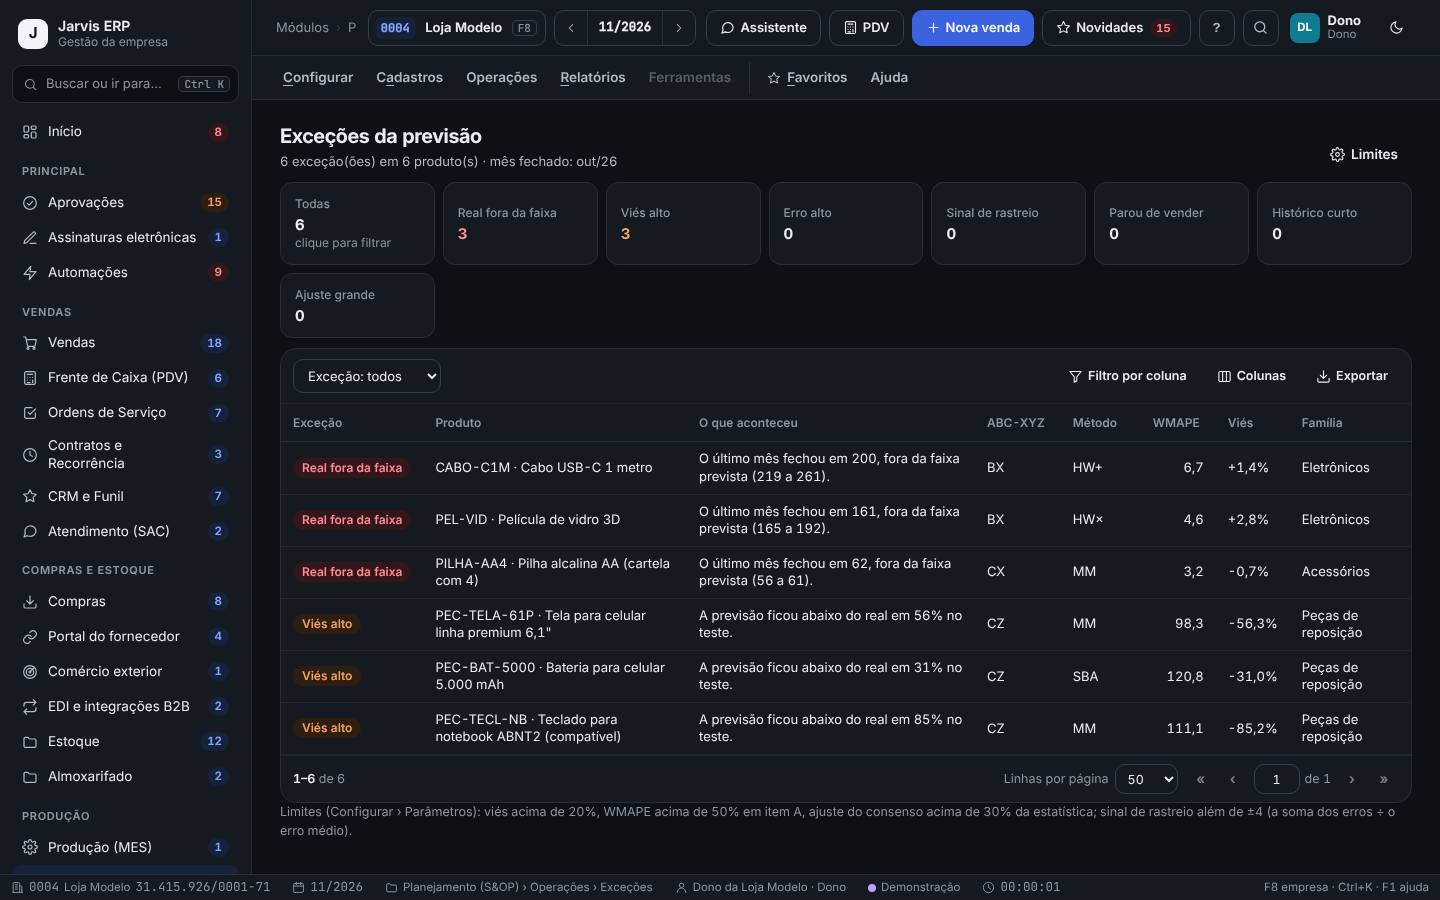 J
Jarvis ERP
Gestão da empresa
Buscar ou ir para... Ctrl K
Início 8
PRINCIPAL
Aprovações 15
Assinaturas eletrônicas 1
Automações 9
VENDAS
Vendas 18
Frente de Caixa (PDV) 6
Ordens de Serviço 7
Contratos e
Recorrência 3
CRM e Funil 7
Atendimento (SAC) 2
COMPRAS E ESTOQUE
Compras 8
Portal do fornecedor 4
Comércio exterior 1
EDI e integrações B2B 2
Estoque 12
Almoxarifado 2
PRODUÇÃO
Produção (MES) 1
Módulos › P 0004 Loja Modelo F8 ‹ 11/2026 › Assistente PDV + Nova venda Novidades 15 ? DL Dono
Dono
Configurar Cadastros Operações Relatórios Ferramentas Favoritos Ajuda
Exceções da previsão
6 exceção(ões) em 6 produto(s) · mês fechado: out/26
Limites
Todas
6
clique para filtrar
Real fora da faixa
3
Viés alto
3
Erro alto
0
Sinal de rastreio
0
Parou de vender
0
Histórico curto
0
Ajuste grande
0
Exceção: todos Filtro por coluna Colunas Exportar
Exceção Produto O que aconteceu ABC-XYZ Método WMAPE Viés Família
Real fora da faixa CABO-C1M · Cabo USB-C 1 metro O último mês fechou em 200, fora da faixa
prevista (219 a 261). BX HW+ 6,7 +1,4% Eletrônicos
Real fora da faixa PEL-VID · Película de vidro 3D O último mês fechou em 161, fora da faixa
prevista (165 a 192). BX HW× 4,6 +2,8% Eletrônicos
Real fora da faixa PILHA-AA4 · Pilha alcalina AA (cartela
com 4) O último mês fechou em 62, fora da faixa
prevista (56 a 61). CX MM 3,2 -0,7% Acessórios
Viés alto PEC-TELA-61P · Tela para celular
linha premium 6,1" A previsão ficou abaixo do real em 56% no
teste. CZ MM 98,3 -56,3% Peças de
reposição
Viés alto PEC-BAT-5000 · Bateria para celular
5.000 mAh A previsão ficou abaixo do real em 31% no
teste. CZ SBA 120,8 -31,0% Peças de
reposição
Viés alto PEC-TECL-NB · Teclado para
notebook ABNT2 (compatível) A previsão ficou abaixo do real em 85% no
teste. CZ MM 111,1 -85,2% Peças de
reposição
1–6 de 6 Linhas por página 50 « ‹ 1 de 1 › »
Limites (Configurar › Parâmetros): viés acima de 20%, WMAPE acima de 50% em item A, ajuste do consenso acima de 30% da estatística; sinal de rastreio além de ±4 (a soma dos erros ÷ o
erro médio).
0004 Loja Modelo 31.415.926/0001-71 11/2026 Planejamento (S&OP) › Operações › Exceções Dono da Loja Modelo · Dono Demonstração 00:00:01 F8 empresa · Ctrl+K · F1 ajuda